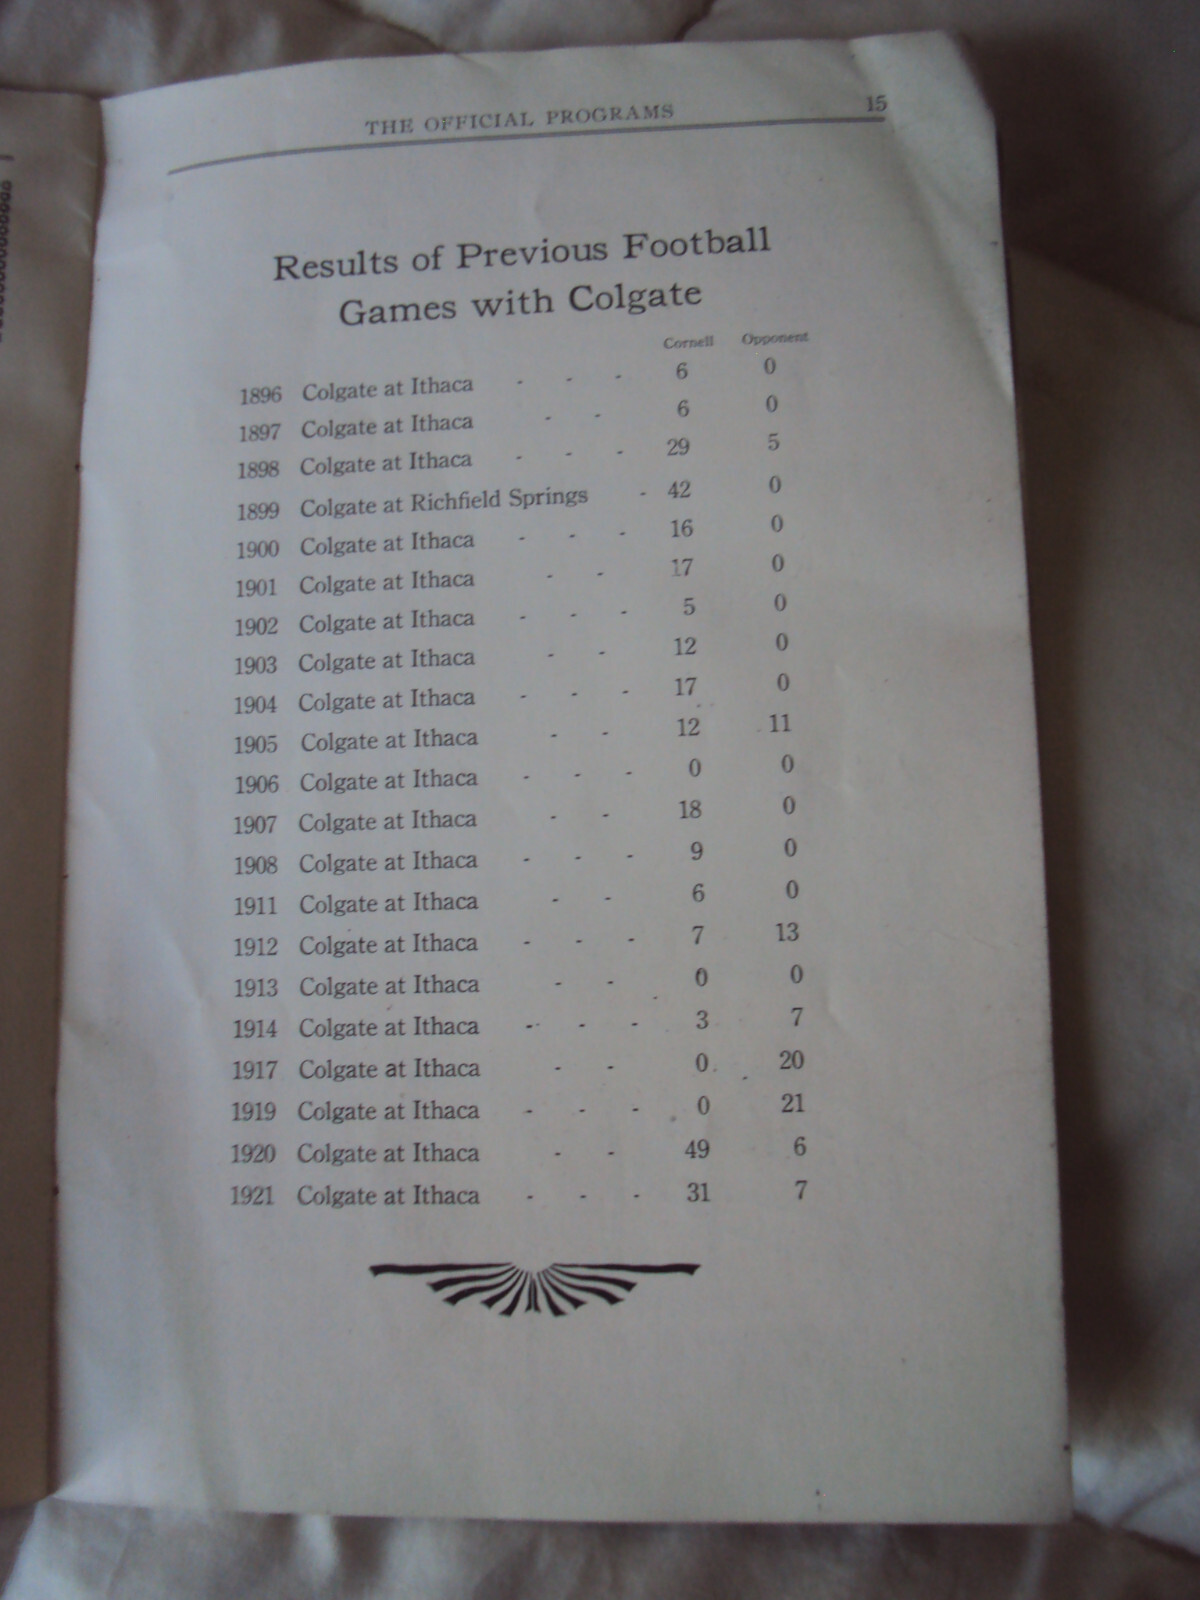 THE OFFICIAL PROGRAMS 15
Results of Previous Football
Games with Colgate
Cornell Opponent
1896 Colgate at Ithaca - - - 6 0
1897 Colgate at Ithaca - - 6 0
1898 Colgate at Ithaca - - - 29 5
1899 Colgate at Richfield Springs - 42 0
1900 Colgate at Ithaca - - - 16 0
1901 Colgate at Ithaca - - 17 0
1902 Colgate at Ithaca - - - 5 0
1903 Colgate at Ithaca - - 12 0
1904 Colgate at Ithaca - - - 17 0
1905 Colgate at Ithaca - - 12 11
1906 Colgate at Ithaca - - - 0 0
1907 Colgate at Ithaca - - 18 0
1908 Colgate at Ithaca - - - 9 0
1911 Colgate at Ithaca - - 6 0
1912 Colgate at Ithaca - - - 7 13
1913 Colgate at Ithaca - - 0 0
1914 Colgate at Ithaca - - - 3 7
1917 Colgate at Ithaca - - 0 20
1919 Colgate at Ithaca - - - 0 21
1920 Colgate at Ithaca - - 49 6
1921 Colgate at Ithaca - - - 31 7